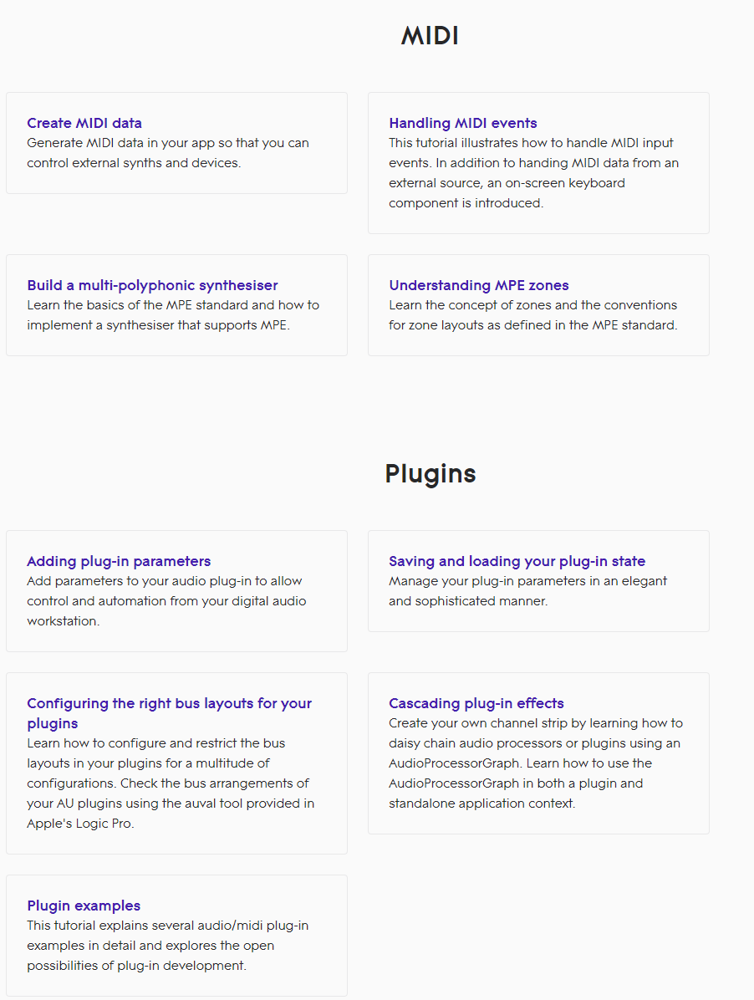 MIDI
Create MIDI data
Generate MIDI data in your app so that you can
control external synths and devices.
Handling MIDI events
This tutorial illustrates how to handle MIDI input
events. In addition to handing MIDI data from an
external source, an on-screen keyboard
component is introduced.
Build a multi-polyphonic synthesiser
Learn the basics of the MPE standard and how to
implement a synthesiser that supports MPE.
Understanding MPE zones
Learn the concept of zones and the conventions
for zone layouts as defined in the MPE standard.
Plugins
Adding plug-in parameters
Add parameters to your audio plug-in to allow
control and automation from your digital audio
workstation.
Saving and loading your plug-in state
Manage your plug-in parameters in an elegant
and sophisticated manner.
Configuring the right bus layouts for your
plugins
Learn how to configure and restrict the bus
layouts in your plugins for a multitude of
configurations. Check the bus arrangements of
your AU plugins using the auval tool provided in
Apple's Logic Pro.
Cascading plug-in effects
Create your own channel strip by learning how to
daisy chain audio processors or plugins using an
AudioProcessorGraph. Learn how to use the
AudioProcessorGraph in both a plugin and
standalone application context.
Plugin examples
This tutorial explains several audio/midi plug-in
examples in detail and explores the open
possibilities of plug-in development.